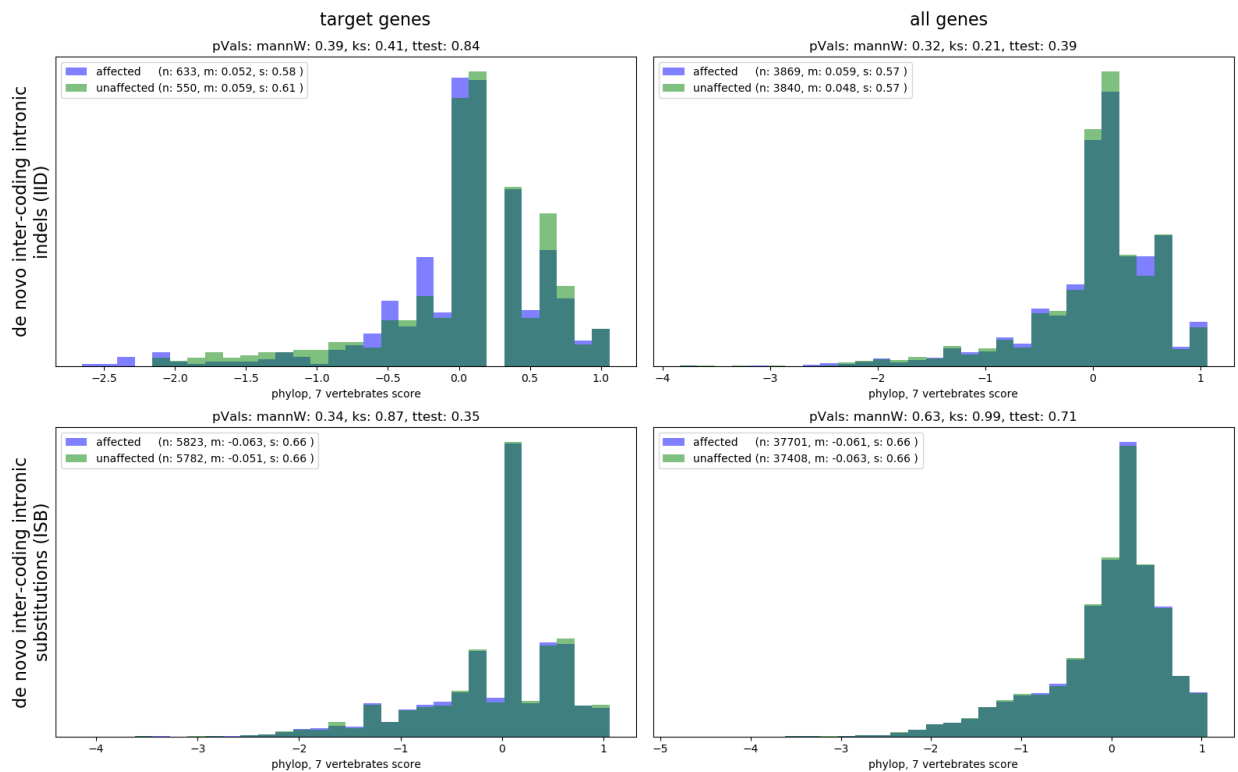 target genes
all genes
pVals: mannW: 0.39, ks: 0.41, ttest: 0.84
affected (n: 633, m: 0.052, s: 0.58 )
unaffected (n: 550, m: 0.059, s: 0.61 )
de novo inter-coding intronic
indels (IID)
-2.5 -2.0 -1.5 -1.0 -0.5 0.0 0.5 1.0
phylop, 7 vertebrates score
pVals: mannW: 0.32, ks: 0.21, ttest: 0.39
affected (n: 3869, m: 0.059, s: 0.57 )
unaffected (n: 3840, m: 0.048, s: 0.57 )
−4 −3 −2 −1 0 1
phylop, 7 vertebrates score
pVals: mannW: 0.34, ks: 0.87, ttest: 0.35
affected (n: 5823, m: -0.063, s: 0.66 )
unaffected (n: 5782, m: -0.051, s: 0.66 )
de novo inter-coding intronic
substitutions (ISB)
−4 −3 −2 −1 0 1
phylop, 7 vertebrates score
pVals: mannW: 0.63, ks: 0.99, ttest: 0.71
affected (n: 37701, m: -0.061, s: 0.66 )
unaffected (n: 37408, m: -0.063, s: 0.66 )
−5 −4 −3 −2 −1 0 1
phylop, 7 vertebrates score